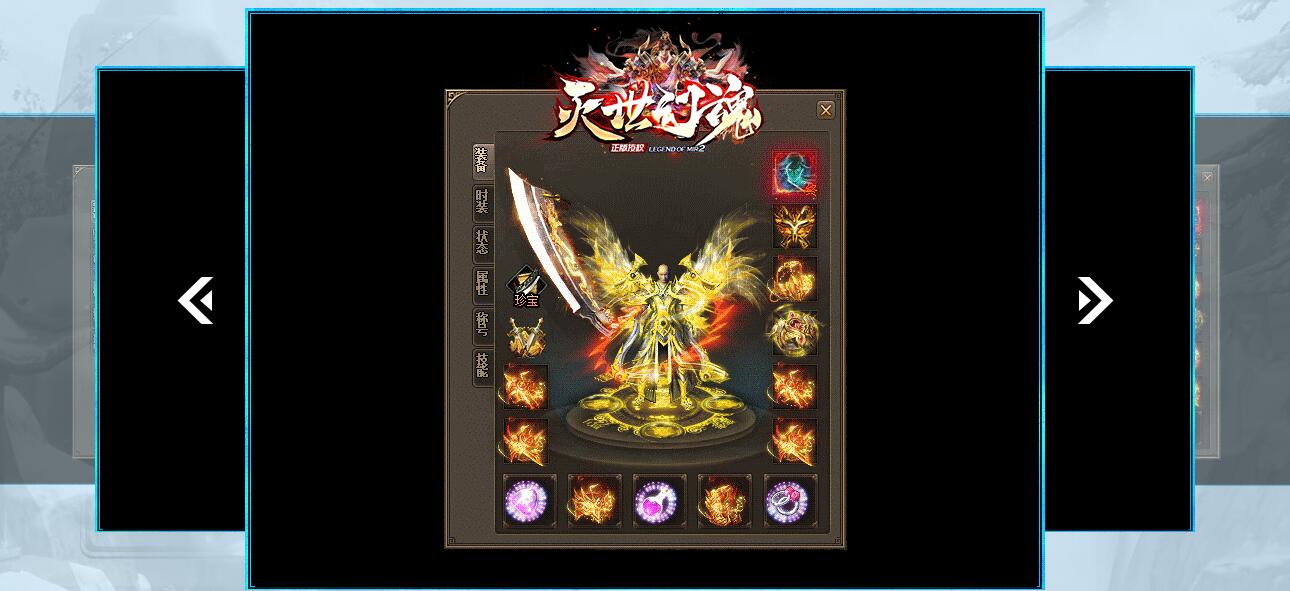 灭世幻魂
正版授权 LEGEND OF MIR2
装备
时装
状态
属性
称号
技能
珍宝